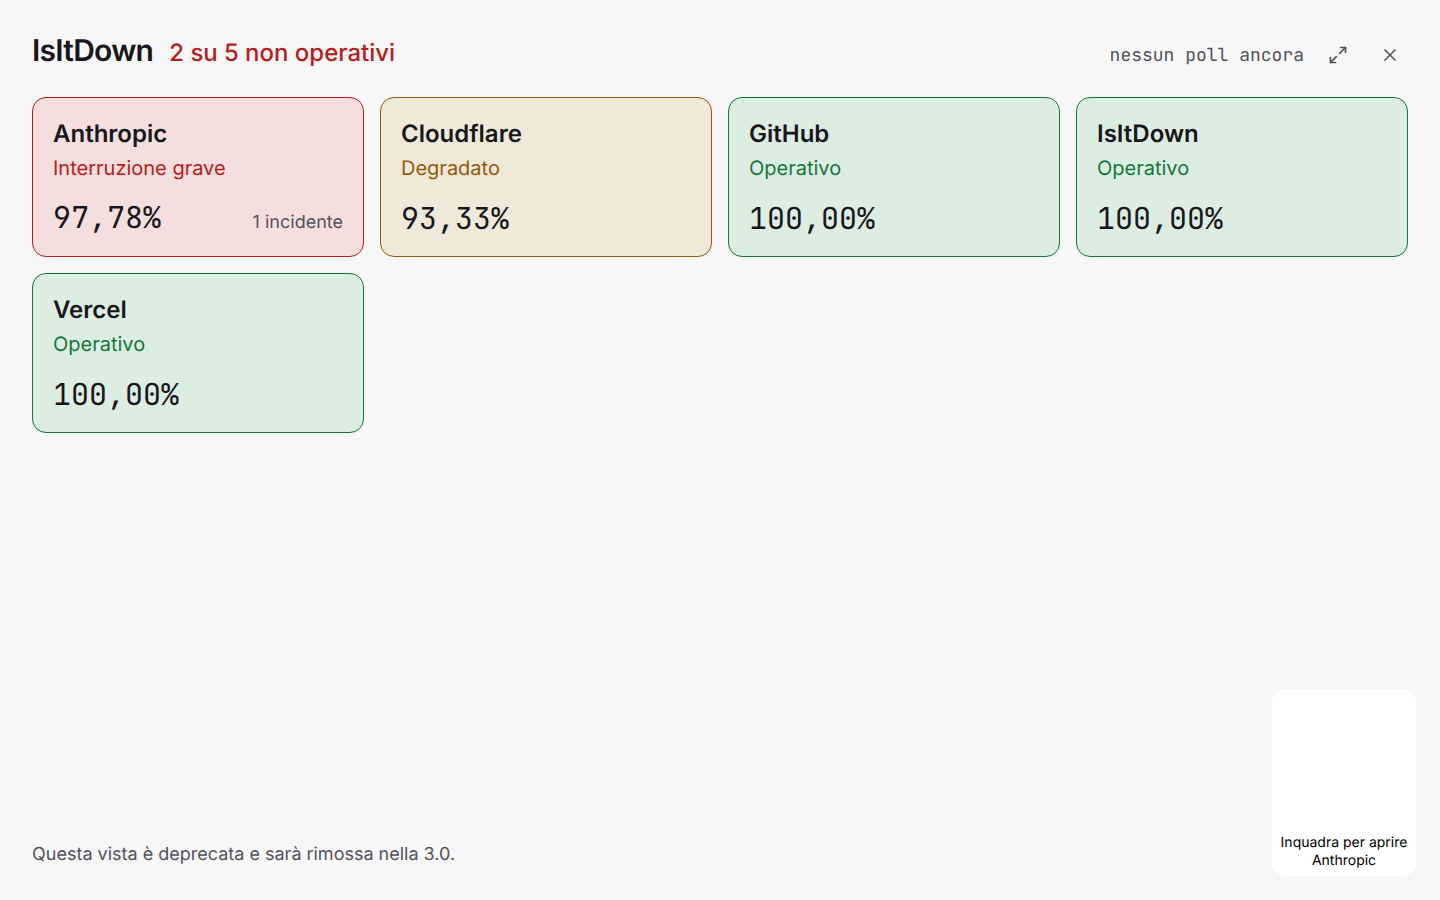 IsItDown 2 su 5 non operativi
nessun poll ancora
Anthropic
Interruzione grave
97,78%
1 incidente
Cloudflare
Degradato
93,33%
GitHub
Operativo
100,00%
IsItDown
Operativo
100,00%
Vercel
Operativo
100,00%
Questa vista è deprecata e sarà rimossa nella 3.0.
Inquadra per aprire
Anthropic